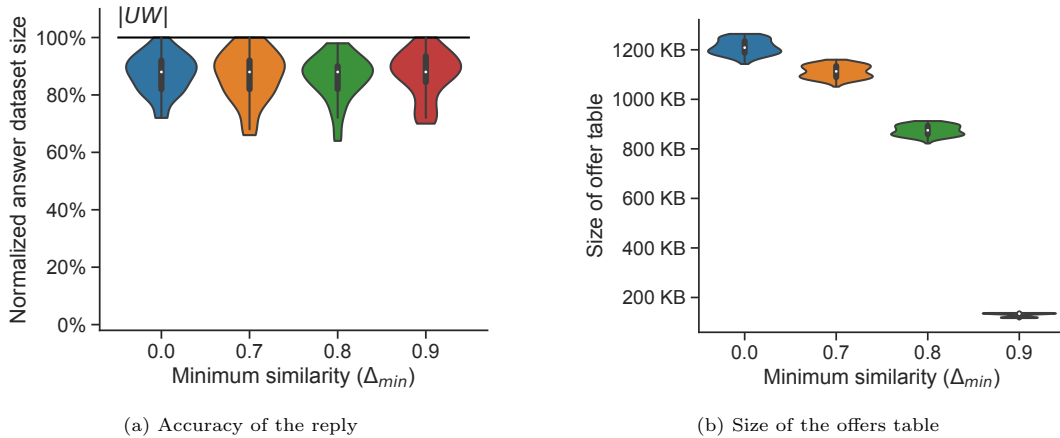 |UW|
Normalized answer dataset size
100%
80%
60%
40%
20%
0%
0.0 0.7 0.8 0.9
Minimum similarity (Δmin)
(a) Accuracy of the reply
Size of offer table
1200 KB
1000 KB
800 KB
600 KB
400 KB
200 KB
0.0 0.7 0.8 0.9
Minimum similarity (Δmin)
(b) Size of the offers table